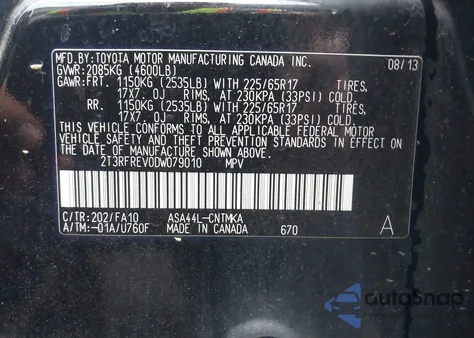 MFD.BY:TOYOTA MOTOR MANUFACTURING CANADA INC. 08/13
GVWR:2085KG (4600LB)
GAWR:FRT. 1150KG (2535LB) WITH 225/65R17 TIRES,
17X7. OJ RIMS, AT 230KPA (33PSI) COLD.
RR. 1150KG (2535LB) WITH 225/65R17 TIRES,
17X7. OJ RIMS, AT 230KPA (33PSI) COLD.
THIS VEHICLE CONFORMS TO ALL APPLICABLE FEDERAL MOTOR
VEHICLE SAFETY AND THEFT PREVENTION STANDARDS IN EFFECT ON THE
DATE OF MANUFACTURE SHOWN ABOVE.
2T3RFREV0DW079010 MPV
C/TR:202/FA10 ASA44L-CNTMKA
A/TM:-01A/U760F MADE IN CANADA 670 A
autosnap